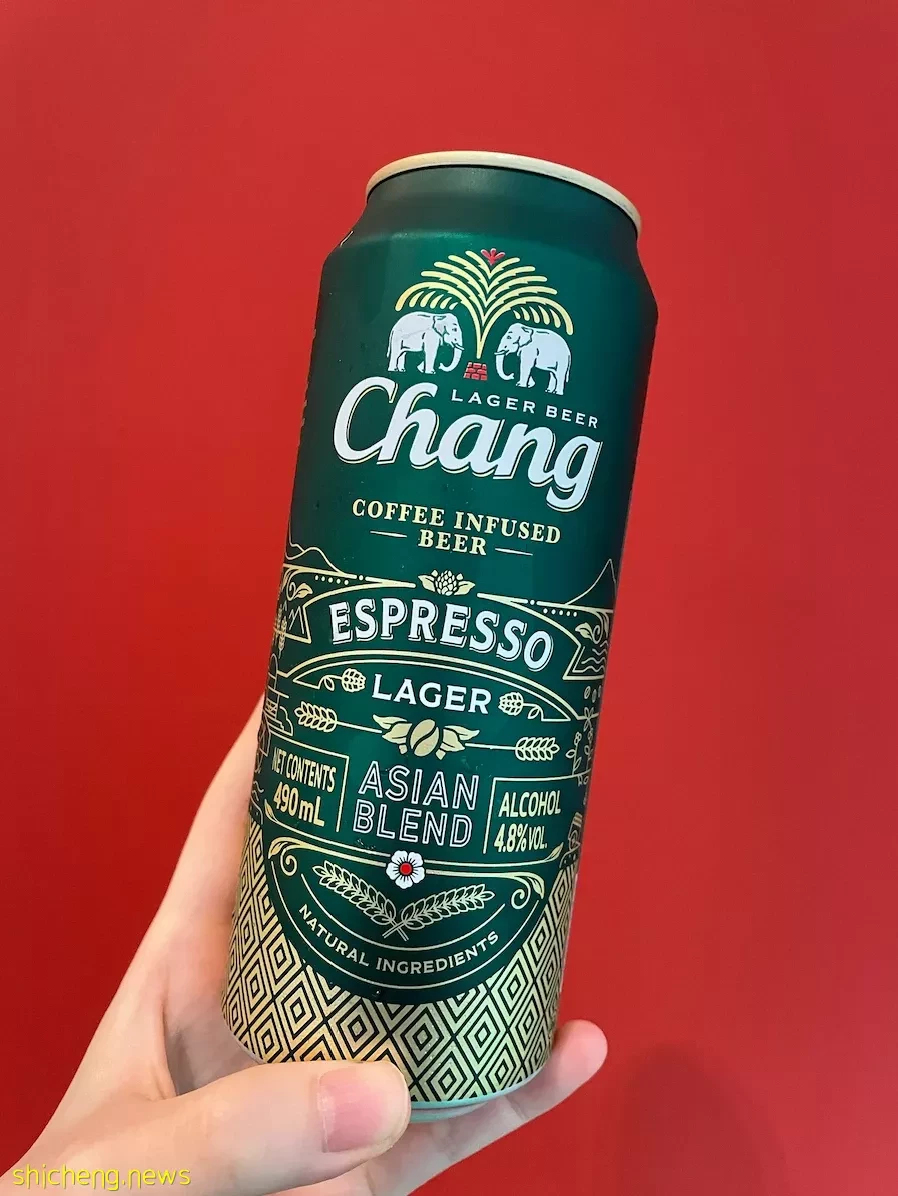 LAGER BEER
Chang
COFFEE INFUSED
BEER
ESPRESSO
LAGER
NET CONTENTS
490mL
ASIAN
BLEND
ALCOHOL
4.8%VOL.
NATURAL INGREDIENTS
shicheng.news